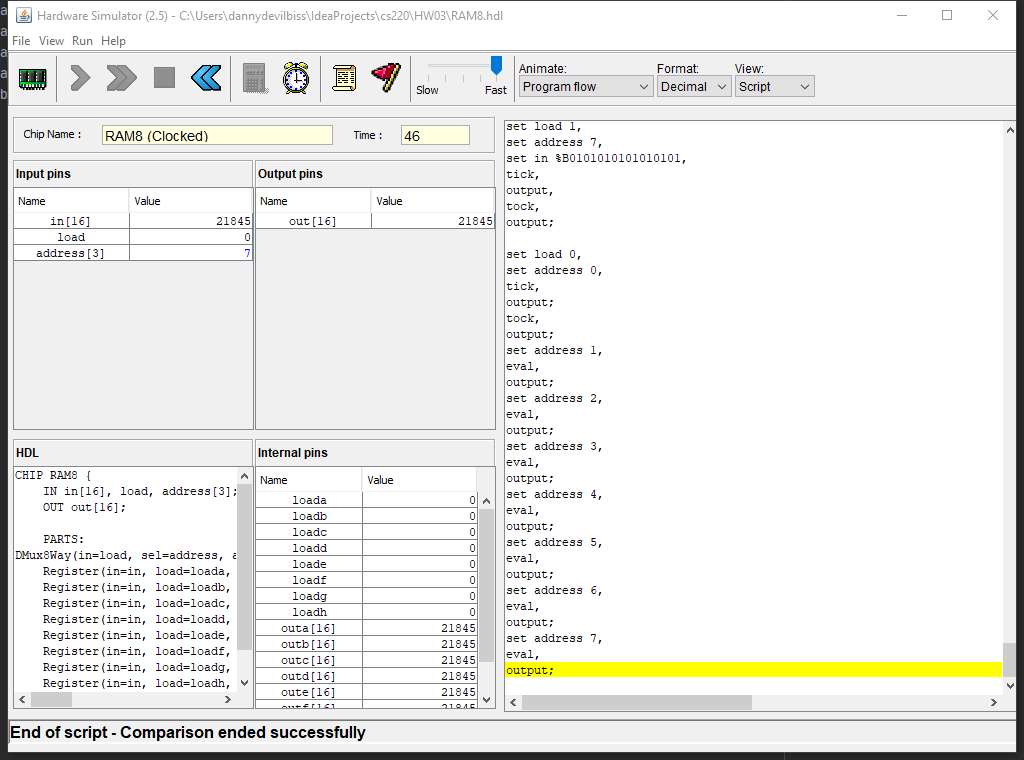 Hardware Simulator (2.5) - C:\Users\dannydevilbiss\IdeaProjects\cs220\HW03\RAM8.hdl
File View Run Help
Slow Fast
Animate: Format: View:
Program flow Decimal Script
Chip Name : RAM8 (Clocked) Time : 46
Input pins
Name Value
in[16] 21845
load 0
address[3] 7
Output pins
Name Value
out[16] 21845
HDL
CHIP RAM8 {
IN in[16], load, address[3];
OUT out[16];
PARTS:
DMux8Way(in=load, sel=address, a
Register(in=in, load=loada,
Register(in=in, load=loadb,
Register(in=in, load=loadc,
Register(in=in, load=loadd,
Register(in=in, load=loade,
Register(in=in, load=loadf,
Register(in=in, load=loadg,
Register(in=in, load=loadh,
Internal pins
Name Value
loada 0
loadb 0
loadc 0
loadd 0
loade 0
loadf 0
loadg 0
loadh 0
outa[16] 21845
outb[16] 21845
outc[16] 21845
outd[16] 21845
oute[16] 21845
outf[16] 21845
set load 1,
set address 7,
set in %B0101010101010101,
tick,
output,
tock,
output;
set load 0,
set address 0,
tick,
output;
tock,
output;
set address 1,
eval,
output;
set address 2,
eval,
output;
set address 3,
eval,
output;
set address 4,
eval,
output;
set address 5,
eval,
output;
set address 6,
eval,
output;
set address 7,
eval,
output;
End of script - Comparison ended successfully